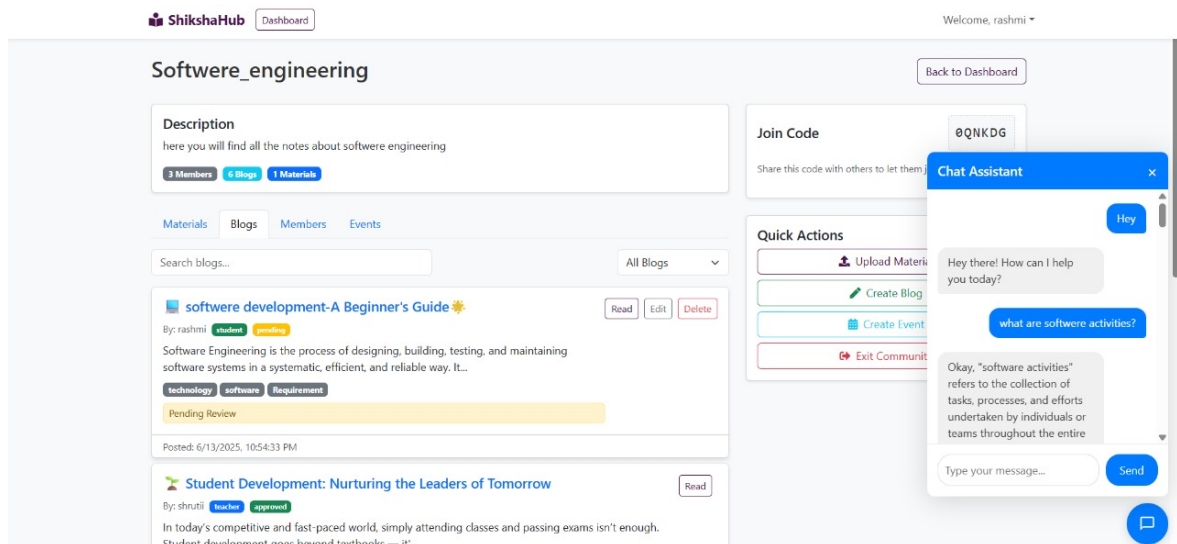 ShikshaHub Dashboard
Welcome, rashmi
Softwere_engineering
Back to Dashboard
Description
here you will find all the notes about softwere engineering
3 Members 6 Blogs 1 Materials
Materials Blogs Members Events
Search blogs...
All Blogs
softwere development-A Beginner's Guide
Read Edit Delete
By: rashmi student pending
Software Engineering is the process of designing, building, testing, and maintaining
software systems in a systematic, efficient, and reliable way. It...
technology software Requirement
Pending Review
Posted: 6/13/2025, 10:54:33 PM
Student Development: Nurturing the Leaders of Tomorrow
Read
By: shrutii teacher approved
In today's competitive and fast-paced world, simply attending classes and passing exams isn't enough.
Student development goes beyond textbooks — it'
Join Code
0QNKDG
Share this code with others to let them j
Quick Actions
Upload Materia
Create Blog
Create Event
Exit Communit
Chat Assistant ×
Hey
Hey there! How can I help
you today?
what are softwere activities?
Okay, "software activities"
refers to the collection of
tasks, processes, and efforts
undertaken by individuals or
teams throughout the entire
Type your message...
Send